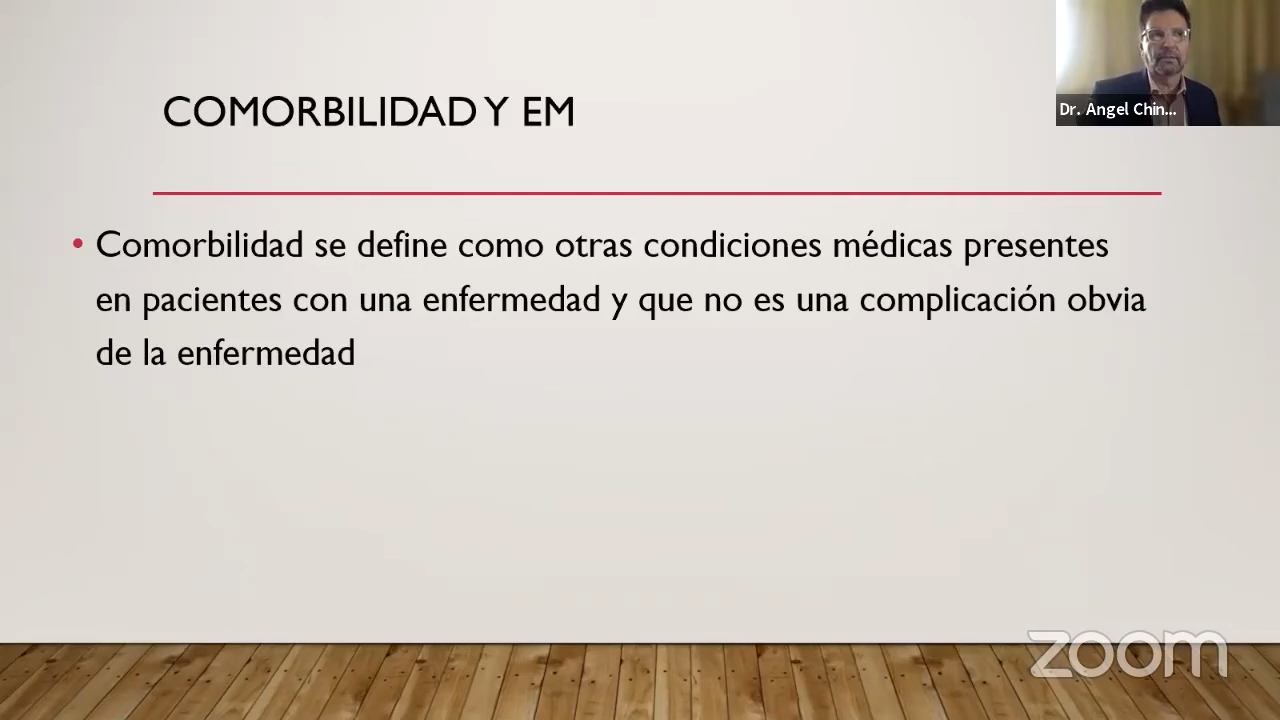 COMORBILIDAD Y EM
Dr. Angel Chin...
• Comorbilidad se define como otras condiciones médicas presentes
en pacientes con una enfermedad y que no es una complicación obvia
de la enfermedad
zoom